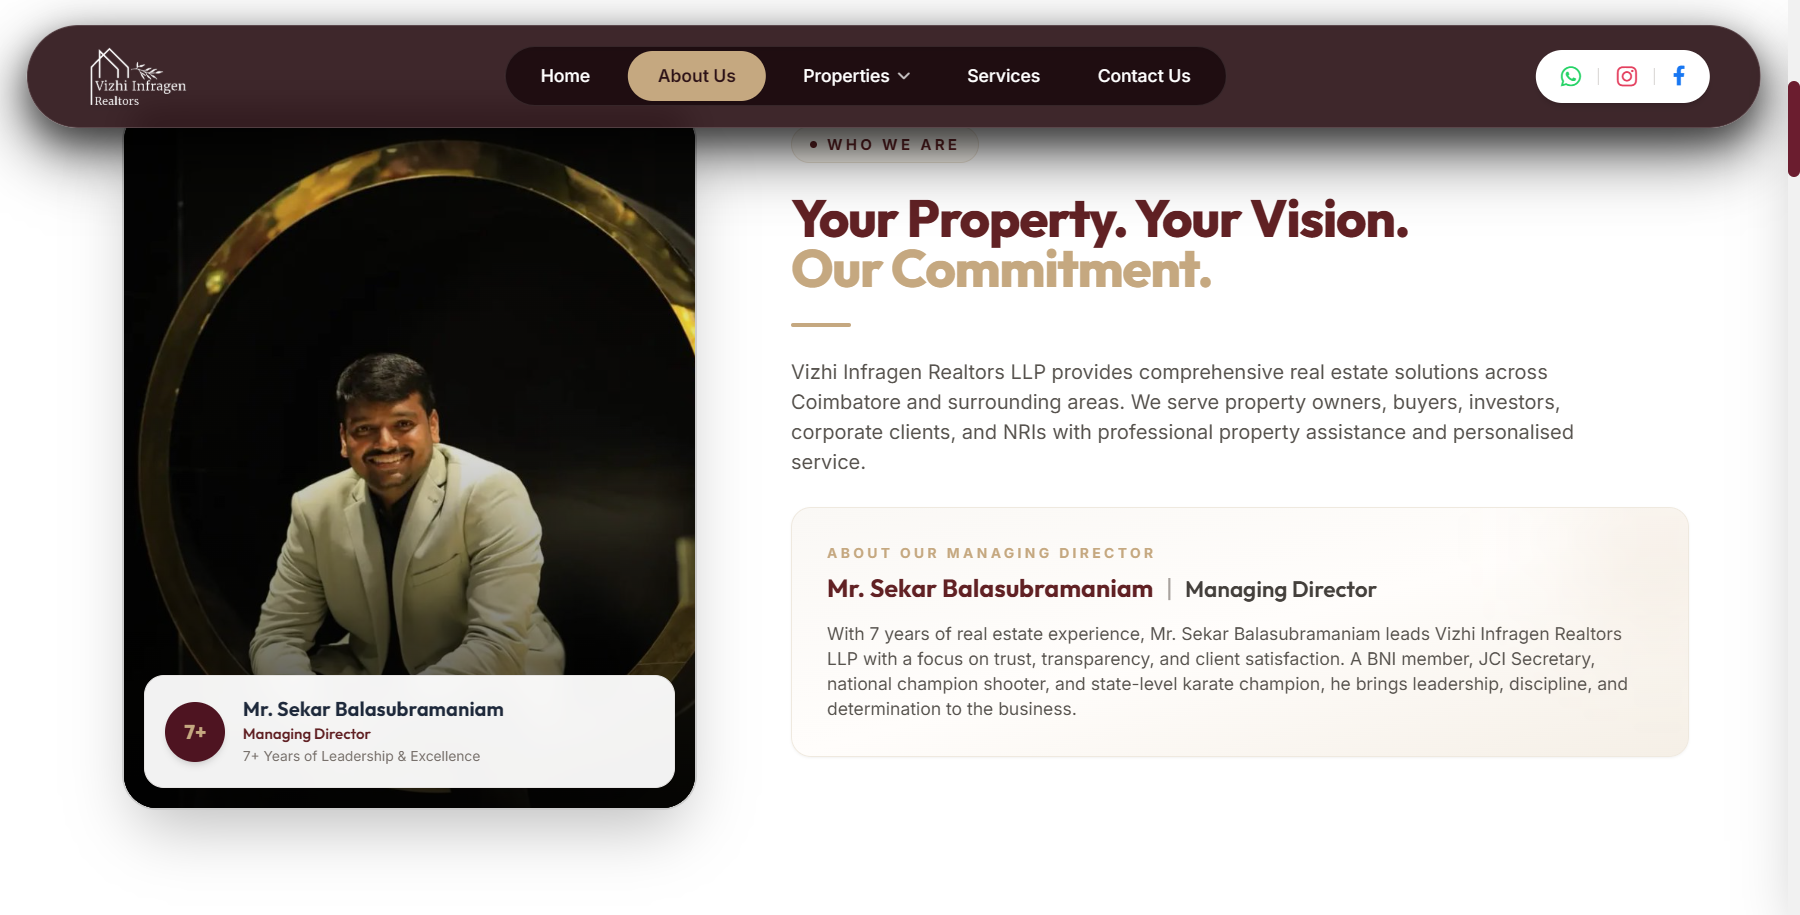 Vizhi Infragen
Realtors
Home
About Us
Properties
Services
Contact Us
WHO WE ARE
Your Property. Your Vision.
Our Commitment.
Vizhi Infragen Realtors LLP provides comprehensive real estate solutions across
Coimbatore and surrounding areas. We serve property owners, buyers, investors,
corporate clients, and NRIs with professional property assistance and personalised
service.
ABOUT OUR MANAGING DIRECTOR
Mr. Sekar Balasubramaniam | Managing Director
With 7 years of real estate experience, Mr. Sekar Balasubramaniam leads Vizhi Infragen Realtors
LLP with a focus on trust, transparency, and client satisfaction. A BNI member, JCI Secretary,
national champion shooter, and state-level karate champion, he brings leadership, discipline, and
determination to the business.
7+
Mr. Sekar Balasubramaniam
Managing Director
7+ Years of Leadership & Excellence